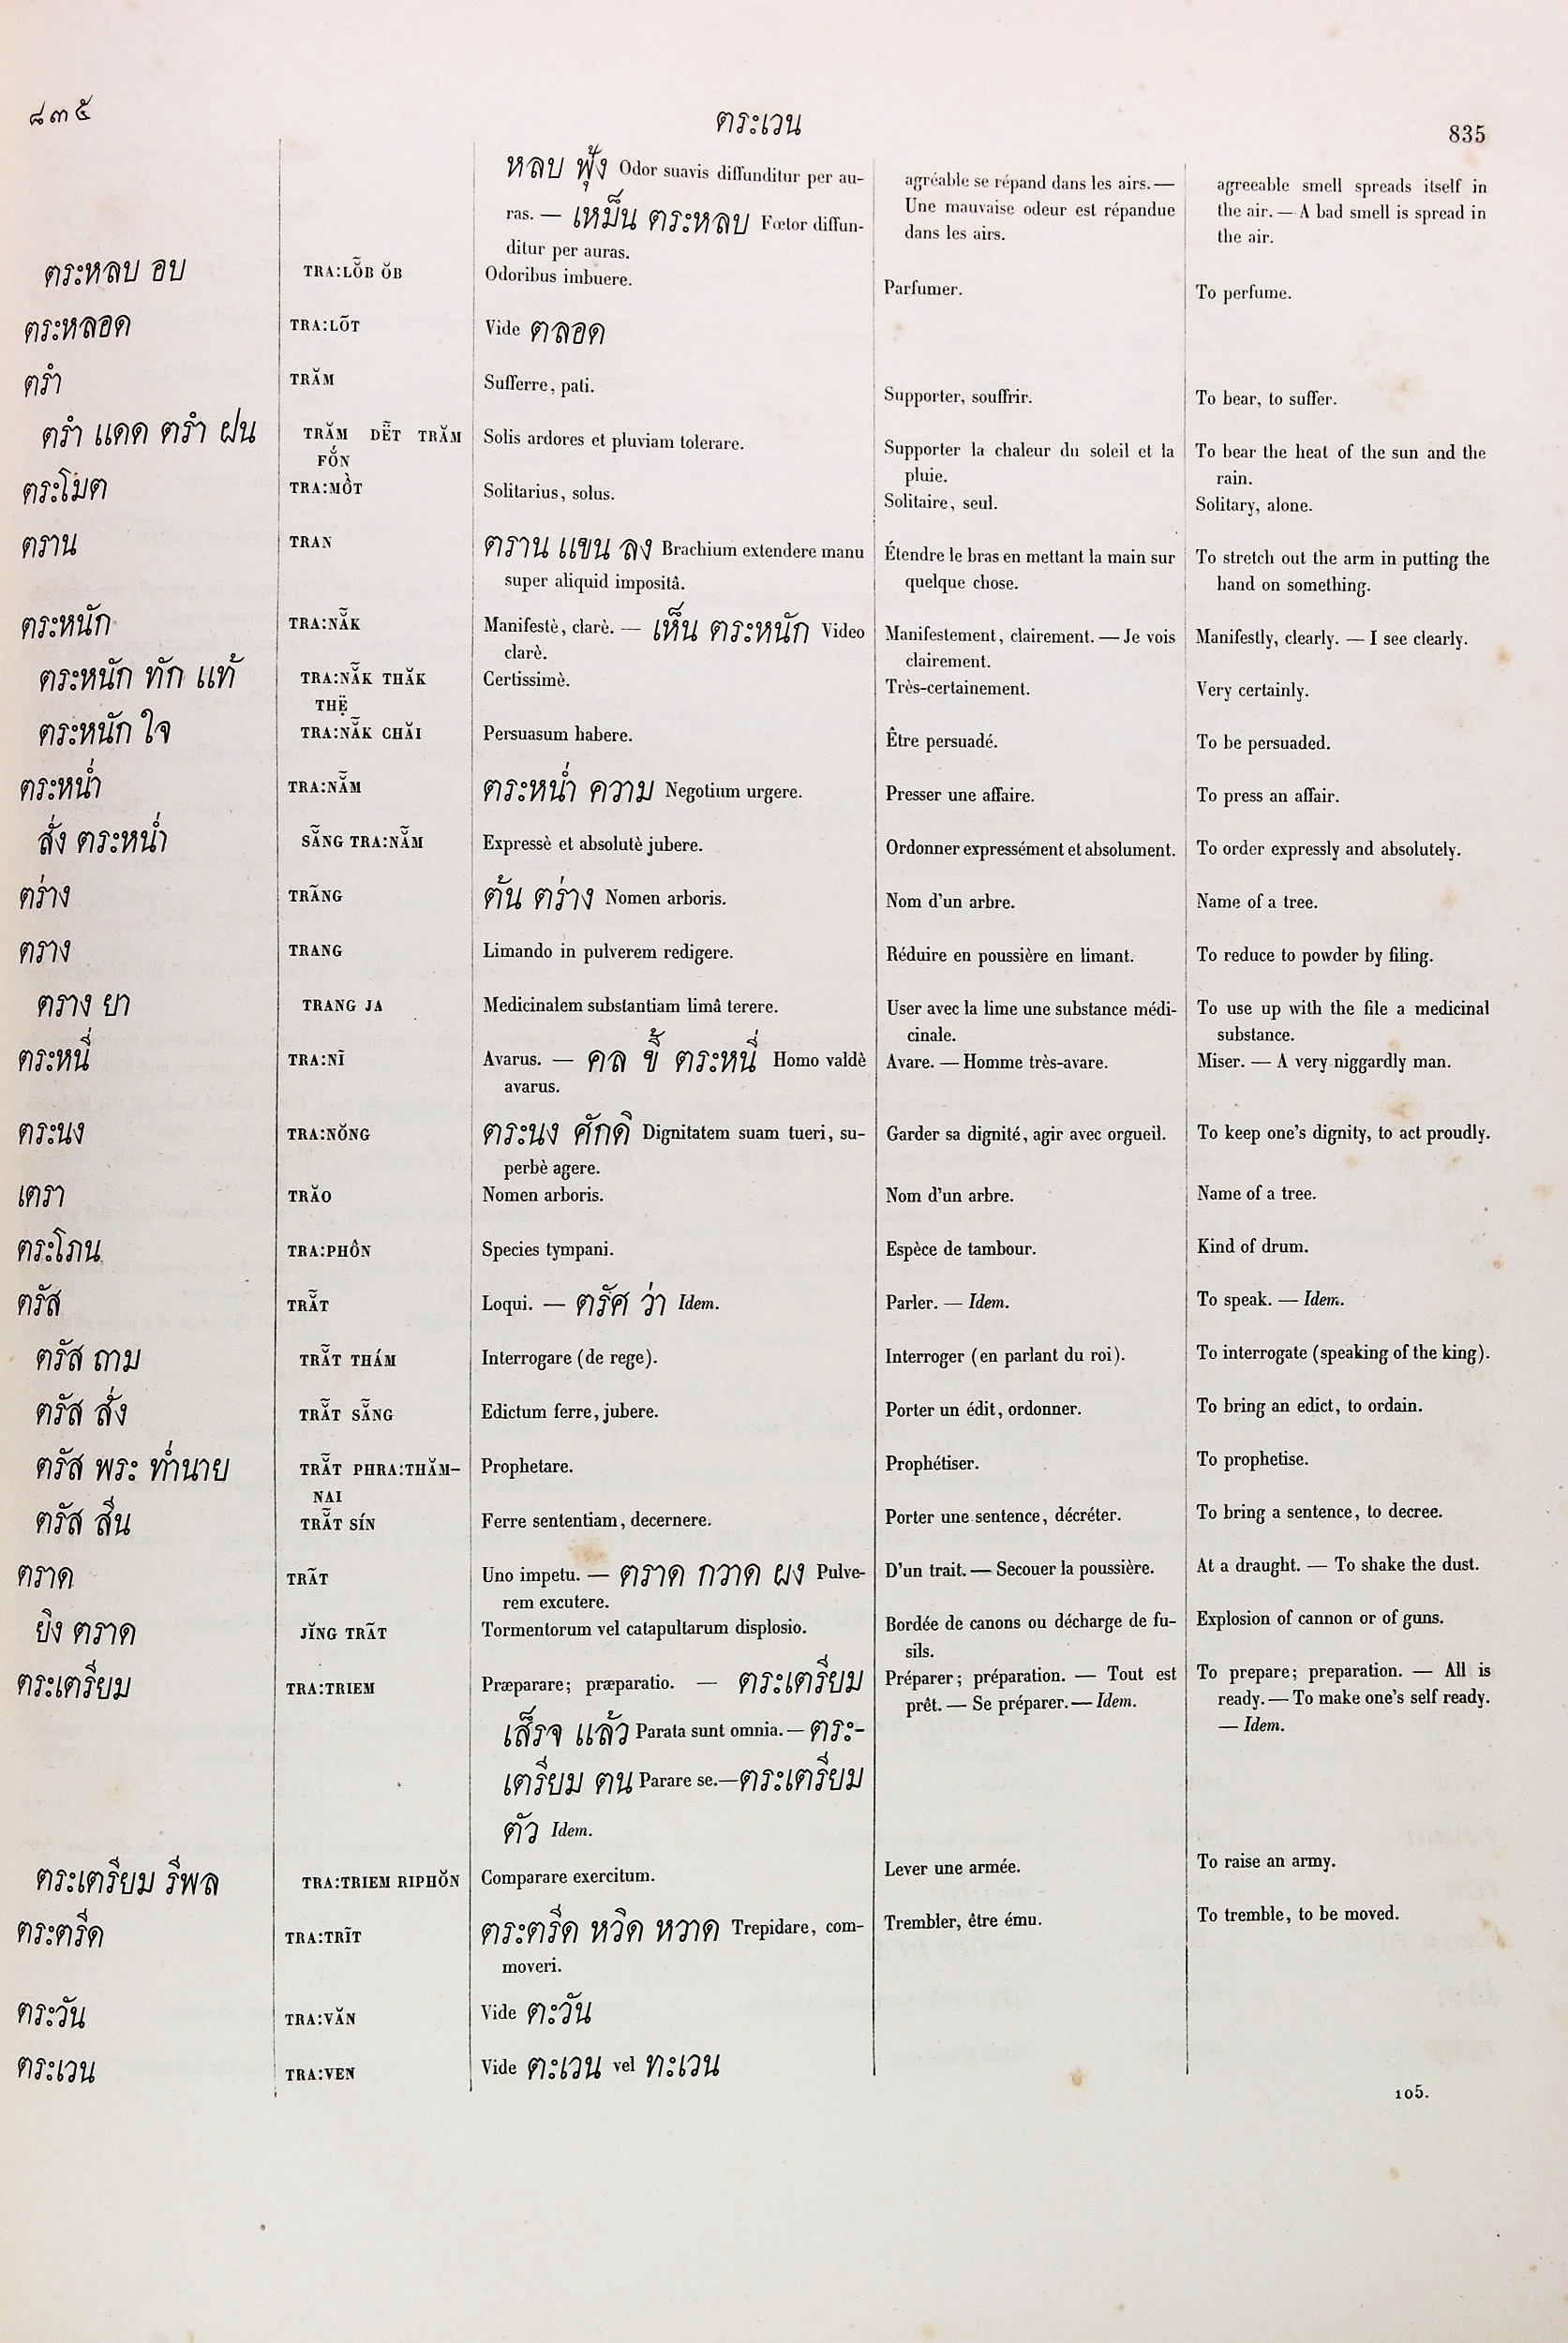 ๘๓๕ ตระเวน 835
หลบ ฟุ้ง Odor suavis diffunditur per au-
ras. — เหม็น ตระหลบ Fœtor diffun-
ditur per auras.
agréable se répand dans les airs. —
Une mauvaise odeur est répandue
dans les airs.
agreeable smell spreads itself in
the air. — A bad smell is spread in
the air.
ตระหลบ อบ TRA:LŎ̃B ŎB Odoribus imbuere. Parfumer. To perfume.
ตระหลอด TRA:LÕT Vide ตลอด
ตรำ TRĂM Sufferre, pati. Supporter, souffrir. To bear, to suffer.
ตรำ แดด ตรำ ฝน TRĂM DẼT TRĂM Solis ardores et pluviam tolerare. Supporter la chaleur du soleil et la To bear the heat of the sun and the
FŎ́N pluie. rain.
ตระโมต TRA:MỒT Solitarius, solus. Solitaire, seul. Solitary, alone.
ตราน TRAN ตราน แขน ลง Brachium extendere manu Étendre le bras en mettant la main sur To stretch out the arm in putting the
super aliquid impositâ. quelque chose. hand on something.
ตระหนัก TRA:NẴK Manifestè, clarè. — เห็น ตระหนัก Video Manifestement, clairement. — Je vois Manifestly, clearly. — I see clearly.
clarè. clairement.
ตระหนัก ทัก แท้ TRA:NẴK THĂK Certissimè. Très-certainement. Very certainly.
THẸ̈
ตระหนัก ใจ TRA:NẴK CHĂI Persuasum habere. Être persuadé. To be persuaded.
ตระหน่ำ TRA:NẴM ตระหน่ำ ความ Negotium urgere. Presser une affaire. To press an affair.
สั่ง ตระหน่ำ SẴNG TRA:NẴM Expressè et absolutè jubere. Ordonner expressément et absolument. To order expressly and absolutely.
ตร่าง TRÃNG ต้น ตร่าง Nomen arboris. Nom d'un arbre. Name of a tree.
ตราง TRANG Limando in pulverem redigere. Réduire en poussière en limant. To reduce to powder by filing.
ตราง ยา TRANG JA Medicinalem substantiam limâ terere. User avec la lime une substance médi- To use up with the file a medicinal
cinale. substance.
ตระหนี่ TRA:NĨ Avarus. — คล ขี้ ตระหนี่ Homo valdè Avare. — Homme très-avare. Miser. — A very niggardly man.
avarus.
ตระนง TRA:NŎNG ตระนง ศักดิ Dignitatem suam tueri, su- Garder sa dignité, agir avec orgueil. To keep one's dignity, to act proudly.
perbè agere.
เตรา TRĂO Nomen arboris. Nom d'un arbre. Name of a tree.
ตระโภน TRA:PHÔN Species tympani. Espèce de tambour. Kind of drum.
ตรัส TRẴT Loqui. — ตรัศ ว่า Idem. Parler. — Idem. To speak. — Idem.
ตรัส ถาม TRẴT THÁM Interrogare (de rege). Interroger (en parlant du roi). To interrogate (speaking of the king).
ตรัส สั่ง TRẴT SẴNG Edictum ferre, jubere. Porter un édit, ordonner. To bring an edict, to ordain.
ตรัส พระ ทำนาย TRẴT PHRA:THĂM- Prophetare. Prophétiser. To prophetise.
NAI
ตรัส สีน TRẴT SÍN Ferre sententiam, decernere. Porter une sentence, décréter. To bring a sentence, to decree.
ตราด TRÃT Uno impetu. — ตราด กวาด ผง Pulve- D'un trait. — Secouer la poussière. At a draught. — To shake the dust.
rem excutere.
ยิง ตราด JĬNG TRÃT Tormentorum vel catapultarum displosio. Bordée de canons ou décharge de fu- Explosion of cannon or of guns.
sils.
ตระเตรียม TRA:TRIEM Præparare; præparatio. — ตระเตรียม Préparer; préparation. — Tout est To prepare; preparation. — All is
เส็รจ แล้ว Parata sunt omnia. — ตระ- prêt. — Se préparer. — Idem. ready. — To make one's self ready.
เตรียม ตน Parare se. — ตระเตรียม — Idem.
ตัว Idem.
ตระเตรียม รีพล TRA:TRIEM RIPHŎN Comparare exercitum. Lever une armée. To raise an army.
ตระตรีด TRA:TRĨT ตระตรีด หวิด หวาด Trepidare, com- Trembler, être ému. To tremble, to be moved.
moveri.
ตระวัน TRA:VĂN Vide ตะวัน
ตระเวน TRA:VEN Vide ตะเวน vel ทะเวน
105.